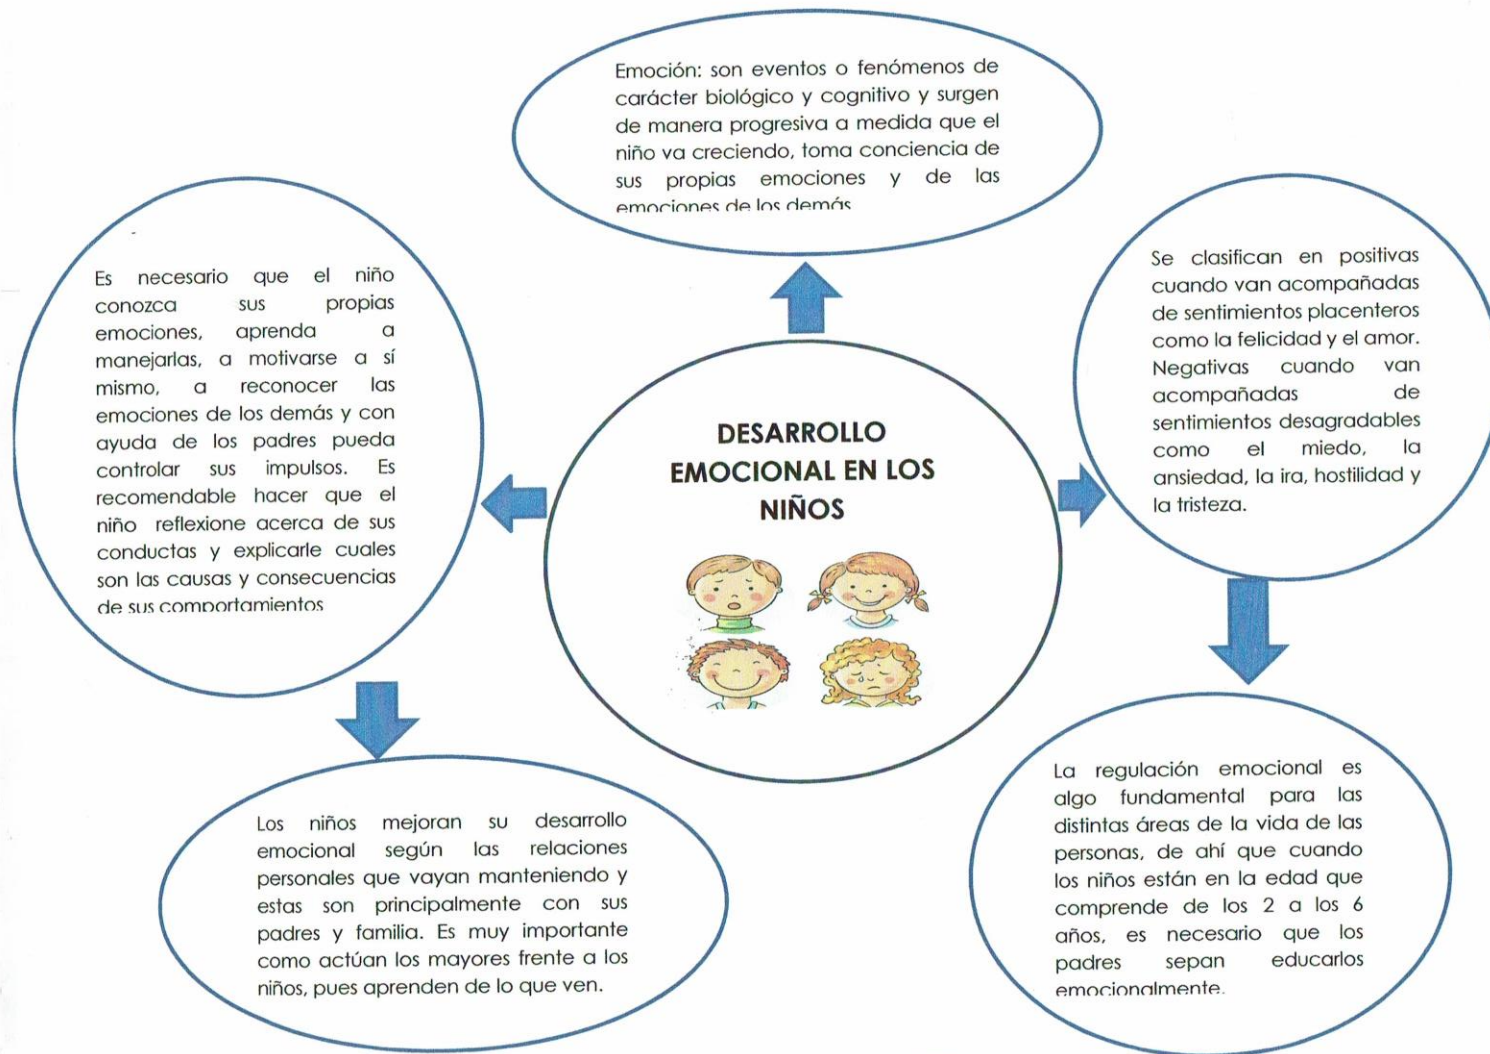 Emoción: son eventos o fenómenos de
carácter biológico y cognitivo y surgen
de manera progresiva a medida que el
niño va creciendo, toma conciencia de
sus propias emociones y de las
emociones de los demás
Es necesario que el niño
conozca sus propias
emociones, aprenda a
manejarlas, a motivarse a sí
mismo, a reconocer las
emociones de los demás y con
ayuda de los padres pueda
controlar sus impulsos. Es
recomendable hacer que el
niño reflexione acerca de sus
conductas y explicarle cuales
son las causas y consecuencias
de sus comportamientos
DESARROLLO
EMOCIONAL EN LOS
NIÑOS
Se clasifican en positivas
cuando van acompañadas
de sentimientos placenteros
como la felicidad y el amor.
Negativas cuando van
acompañadas de
sentimientos desagradables
como el miedo, la
ansiedad, la ira, hostilidad y
la tristeza.
Los niños mejoran su desarrollo
emocional según las relaciones
personales que vayan manteniendo y
estas son principalmente con sus
padres y familia. Es muy importante
como actúan los mayores frente a los
niños, pues aprenden de lo que ven.
La regulación emocional es
algo fundamental para las
distintas áreas de la vida de las
personas, de ahí que cuando
los niños están en la edad que
comprende de los 2 a los 6
años, es necesario que los
padres sepan educarlos
emocionalmente.